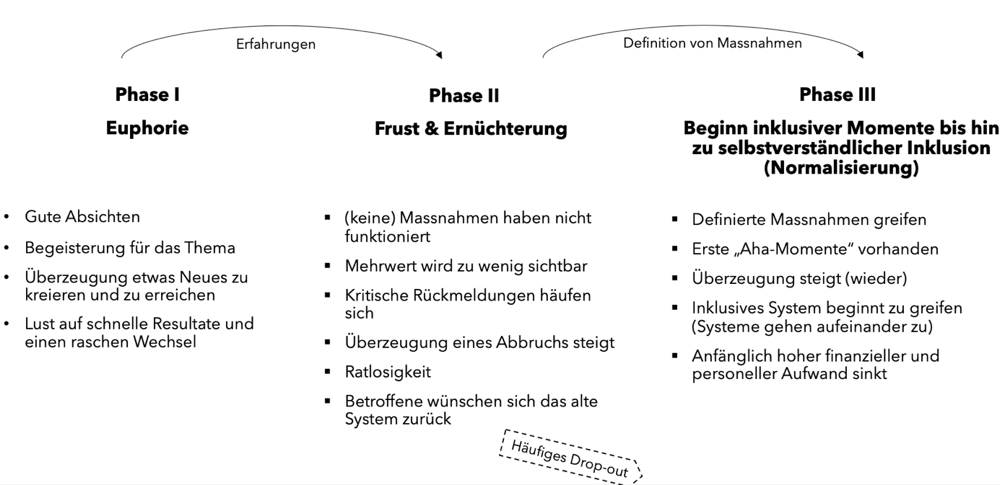 Erfahrungen
Definition von Massnahmen
Phase I
Euphorie
• Gute Absichten
• Begeisterung für das Thema
• Überzeugung etwas Neues zu
kreieren und zu erreichen
• Lust auf schnelle Resultate und
einen raschen Wechsel
Phase II
Frust & Ernüchterung
▪ (keine) Massnahmen haben nicht
funktioniert
▪ Mehrwert wird zu wenig sichtbar
▪ Kritische Rückmeldungen häufen
sich
▪ Überzeugung eines Abbruchs steigt
▪ Ratlosigkeit
▪ Betroffene wünschen sich das alte
System zurück
Häufiges Drop-out
Phase III
Beginn inklusiver Momente bis hin
zu selbstverständlicher Inklusion
(Normalisierung)
▪ Definierte Massnahmen greifen
▪ Erste „Aha-Momente“ vorhanden
▪ Überzeugung steigt (wieder)
▪ Inklusives System beginnt zu greifen
(Systeme gehen aufeinander zu)
▪ Anfänglich hoher finanzieller und
personeller Aufwand sinkt